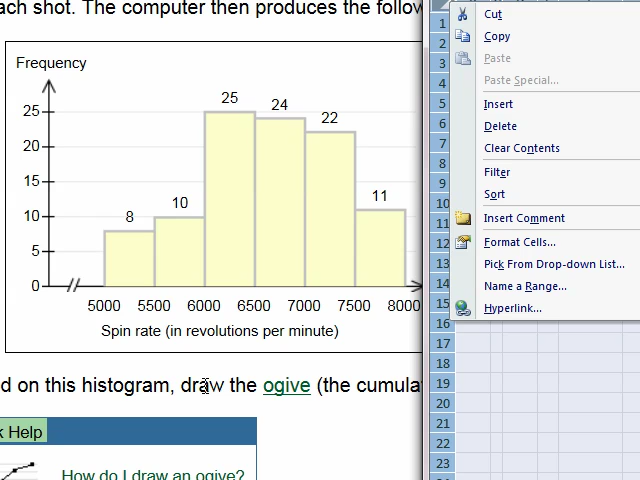 ach shot. The computer then produces the follow
Frequency
25
20
15
10
5
0
8
10
25
24
22
11
5000 5500 6000 6500 7000 7500 8000
Spin rate (in revolutions per minute)
d on this histogram, draw the ogive (the cumula
k Help
How do I draw an ogive?
1
2
3
4
5
6
7
8
9
10
11
12
13
14
15
16
17
18
19
20
21
22
23
Cut
Copy
Paste
Paste Special...
Insert
Delete
Clear Contents
Filter
Sort
Insert Comment
Format Cells...
Pick From Drop-down List...
Name a Range...
Hyperlink...